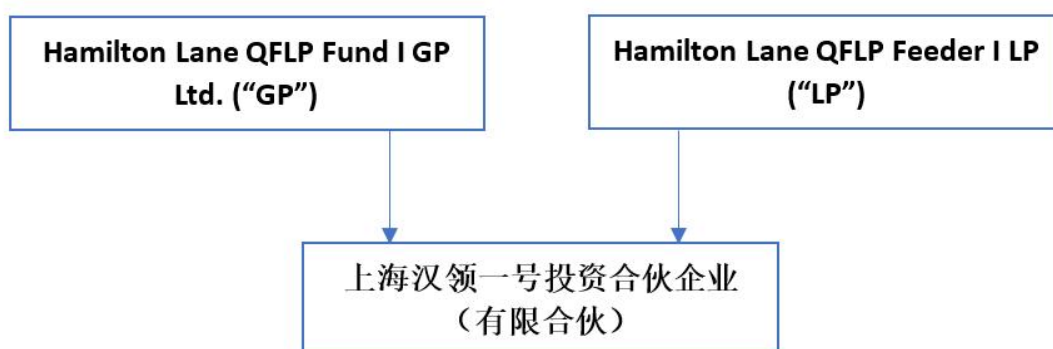 Hamilton Lane QFLP Fund I GP
Ltd. (“GP”)
Hamilton Lane QFLP Feeder I LP
(“LP”)
上海汉领一号投资合伙企业
（有限合伙）